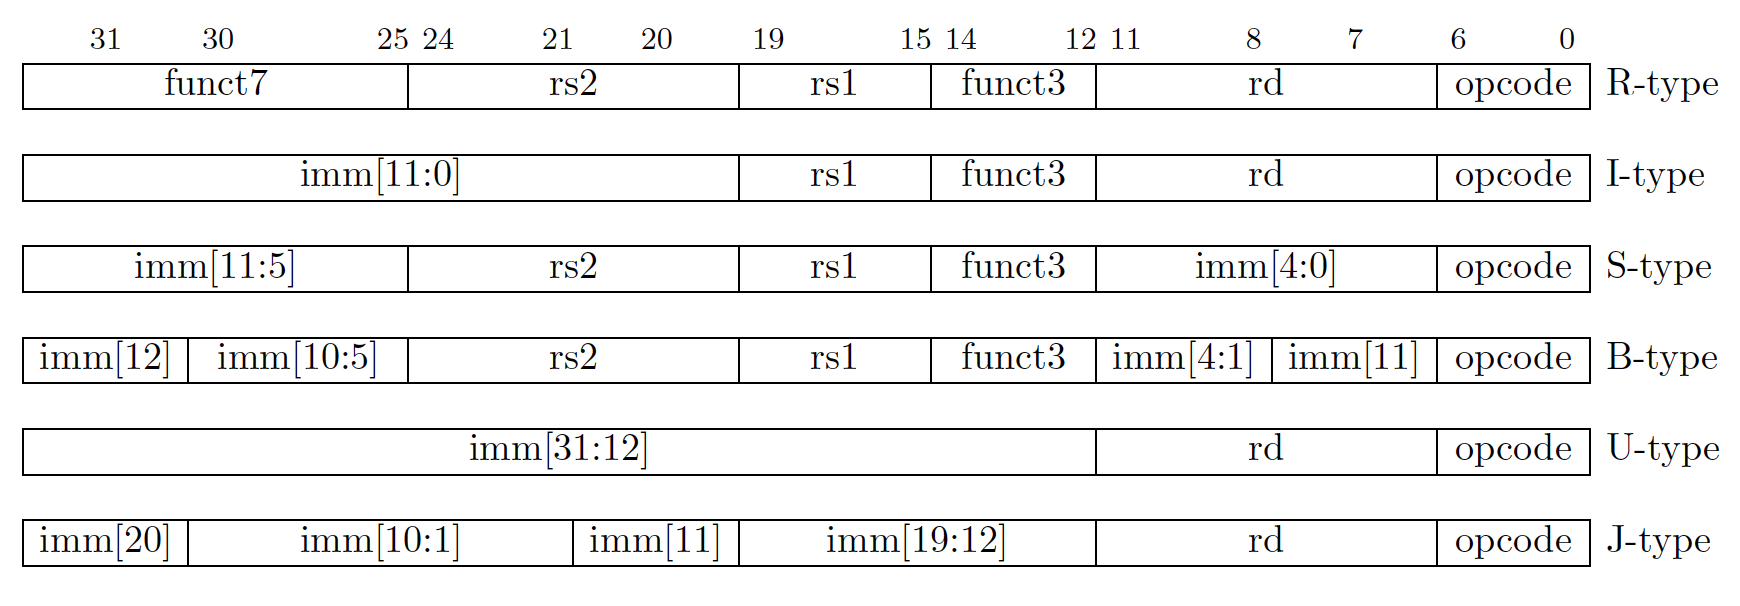 31 30 25 24 21 20 19 15 14 12 11 8 7 6 0
funct7 rs2 rs1 funct3 rd opcode R-type
imm[11:0] rs1 funct3 rd opcode I-type
imm[11:5] rs2 rs1 funct3 imm[4:0] opcode S-type
imm[12] imm[10:5] rs2 rs1 funct3 imm[4:1] imm[11] opcode B-type
imm[31:12] rd opcode U-type
imm[20] imm[10:1] imm[11] imm[19:12] rd opcode J-type